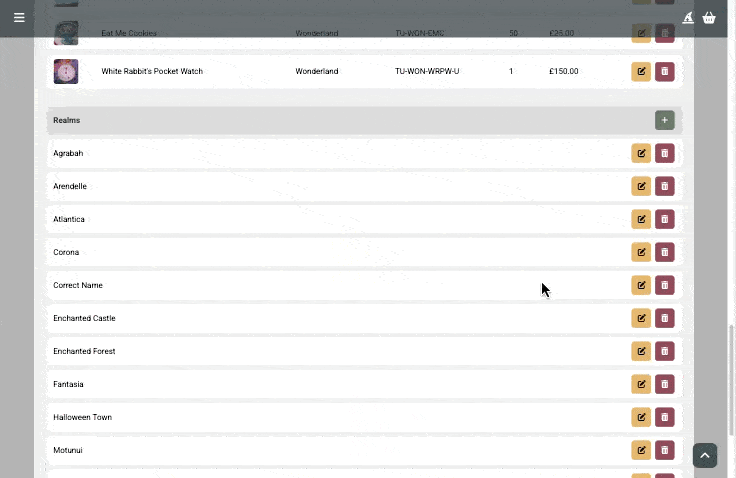 Eat Me Cookies Wonderland TU-WGN-EMC 50 £25.00
White Rabbit's Pocket Watch Wonderland TU-WON-WRPW-U 1 £150.00
Realms
Agrabah
Arendelle
Atlantica
Corona
Correct Name
Enchanted Castle
Enchanted Forest
Fantasia
Halloween Town
Motunui